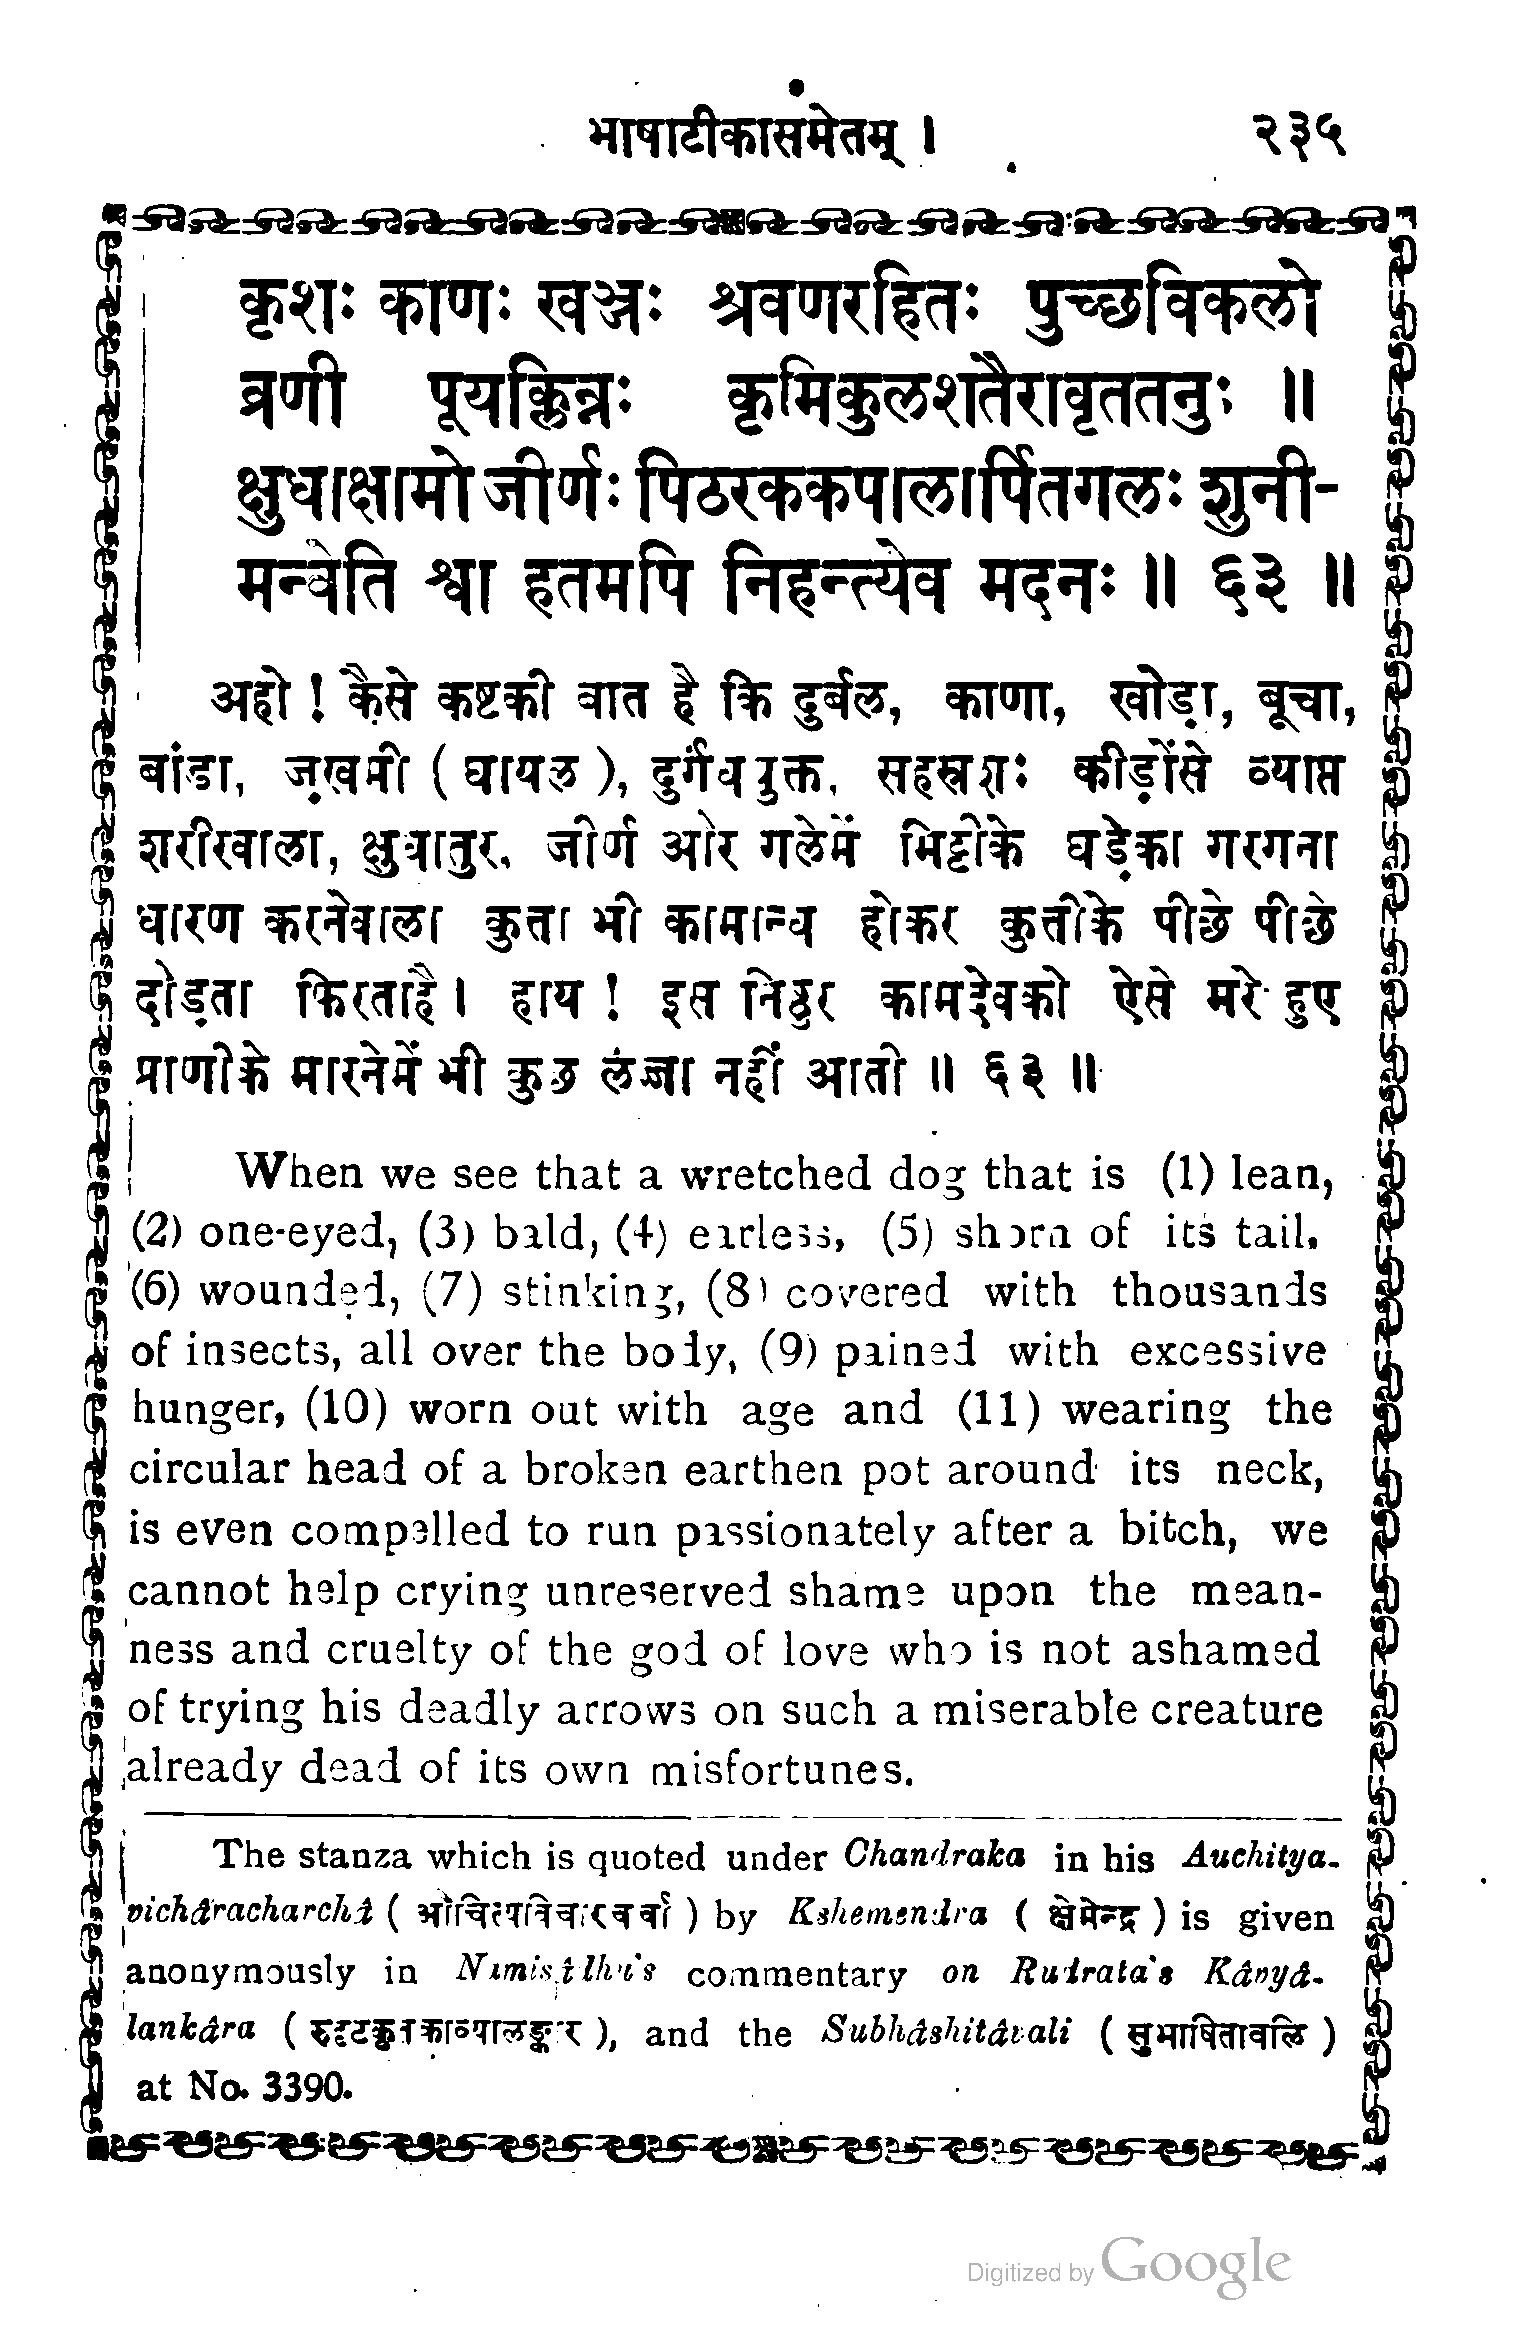 भाषाटीकासमेतम् । २३५
कृशः काणः खञ्जः श्रवणरहितः पुच्छविकलो
व्रणी पूयक्लिन्नः कृमिकुलशतैरावृततनुः ॥
क्षुधाक्षामो जीर्णः पिठरककपालार्पितगलः शुनी-
मन्वेति श्वा हतमपि निहन्त्येव मदनः ॥ ६३ ॥
अहो ! कैसे कष्टकी वात है कि दुर्बल, काणा, खोड़ा, बूचा,
बांडा, ज़खमी ( घायल ), दुर्गंधयुक्त, सहस्रशः कीड़ोंसे व्याप्त
शरीरवाला, क्षुधातुर, जीर्ण और गलेमें मिट्टीके घड़ेका गरगना
धारण करनेवाला कुत्ता भी कामान्ध होकर कुत्तीके पीछे पीछे
दोड़ता फिरताहै । हाय ! इस निठुर कामदेवको ऐसे मरे हुए
प्राणीके मारनेमें भी कुछ लज्जा नहीं आती ॥ ६३ ॥
When we see that a wretched dog that is (1) lean,
(2) one-eyed, (3) bald, (4) earless, (5) shorn of its tail,
(6) wounded, (7) stinking, (8) covered with thousands
of insects, all over the body, (9) pained with excessive
hunger, (10) worn out with age and (11) wearing the
circular head of a broken earthen pot around its neck,
is even compelled to run passionately after a bitch, we
cannot help crying unreserved shame upon the mean-
ness and cruelty of the god of love who is not ashamed
of trying his deadly arrows on such a miserable creature
already dead of its own misfortunes.
The stanza which is quoted under Chandraka in his Auchitya-
vichâracharchâ ( औचित्यविचारचर्चा ) by Kshemendra ( क्षेमेन्द्र ) is given
anonymously in Namisâdhu's commentary on Rudrata's Kâvyâ-
lankâra ( रुद्रटकृतकाव्यालङ्कार ), and the Subhâshitâvali ( सुभाषितावलि )
at No. 3390.
Digitized by Google